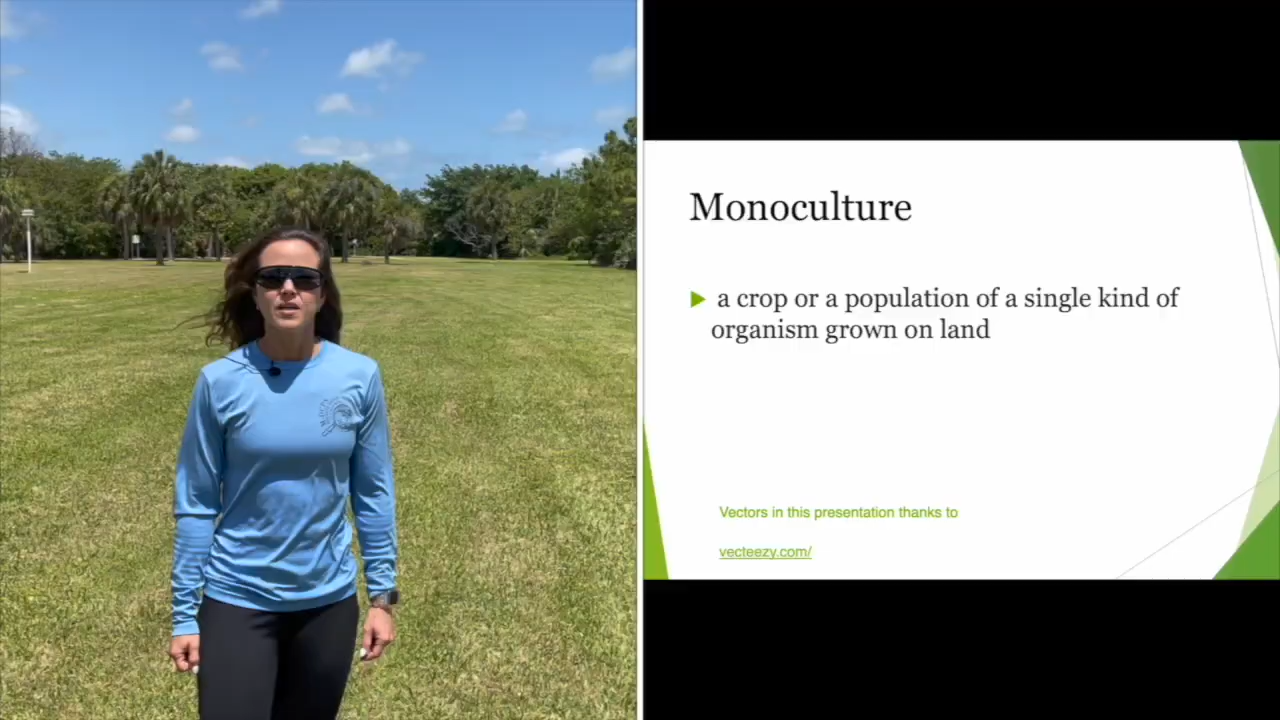 Monoculture
a crop or a population of a single kind of
organism grown on land
Vectors in this presentation thanks to
vecteezy.com/